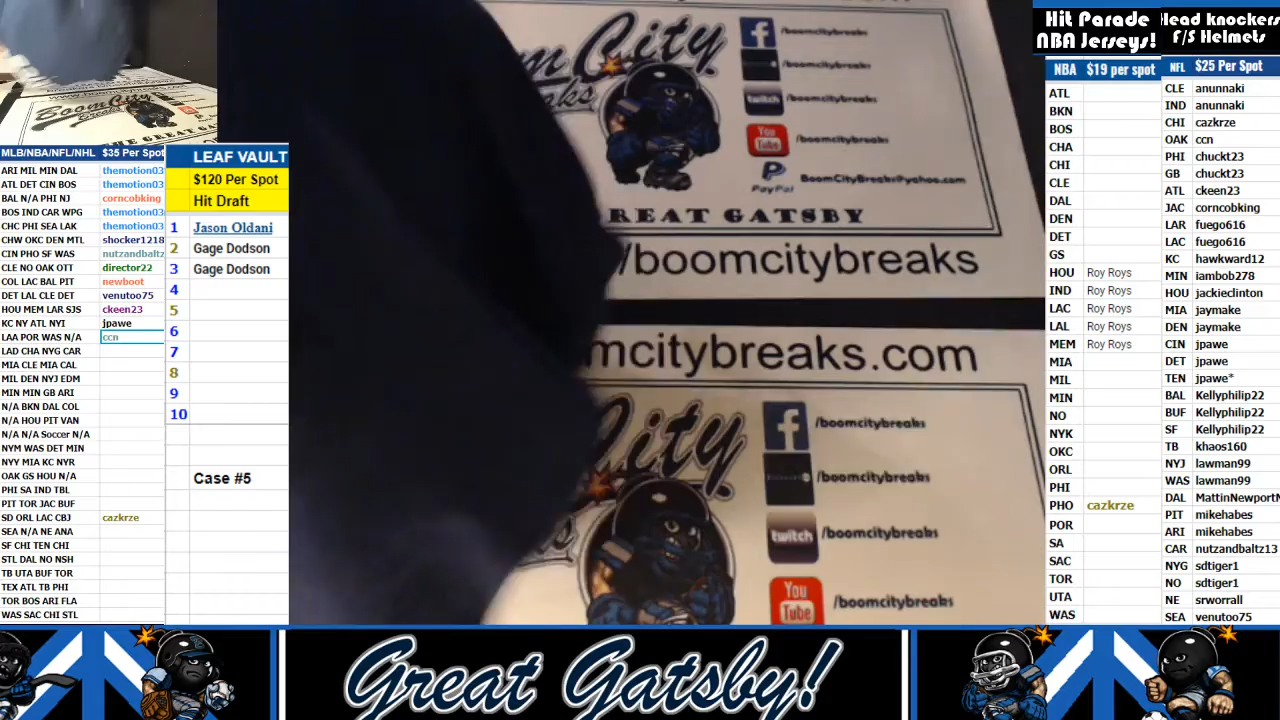 MLB/NBA/NFL/NHL $35 Per Spot
ARI MIL MIN DAL themotion03
ATL DET CIN BOS themotion03
BAL N/A PHI NJ corncobking
BOS IND CAR WPG themotion03
CHC PHI SEA LAK themotion03
CHW OKC DEN MTL shocker1218
CIN PHO SF WAS nutzandbaltz
CLE NO OAK OTT director22
COL LAC BAL PIT newboot
DET LAL CLE DET venutoo75
HOU MEM LAR SJS ckeen23
KC NY ATL NYI jpawe
LAA POR WAS N/A ccn
LAD CHA NYG CAR
MIA CLE MIA CAL
MIL DEN NYJ EDM
MIN MIN GB ARI
N/A BKN DAL COL
N/A HOU PIT VAN
N/A N/A Soccer N/A
NYM WAS DET MIN
NYY MIA KC NYR
OAK GS HOU N/A
PHI SA IND TBL
PIT TOR JAC BUF
SD ORL LAC CBJ cazkrze
SEA N/A NE ANA
SF CHI TEN CHI
STL DAL NO NSH
TB UTA BUF TOR
TEX ATL TB PHI
TOR BOS ARI FLA
WAS SAC CHI STL
LEAF VAULT
$120 Per Spot
Hit Draft
1 Jason Oldani
2 Gage Dodson
3 Gage Dodson
4
5
6
7
8
9
10
Case #5
/boomcitybreaks
/boomcitybreaks
twitch /boomcitybreaks
You Tube /boomcitybreaks
PayPal BoomCityBreaks@yahoo.com
REAT GATSBY
/boomcitybreaks
mcitybreaks.com
City
/boomcitybreaks
/boomcitybreaks
twitch /boomcitybreaks
You Tube /boomcitybreaks
Hit Parade
NBA Jerseys!
NBA $19 per spot
ATL
BKN
BOS
CHA
CHI
CLE
DAL
DEN
DET
GS
HOU Roy Roys
IND Roy Roys
LAC Roy Roys
LAL Roy Roys
MEM Roy Roys
MIA
MIL
MIN
NO
NYK
OKC
ORL
PHI
PHO cazkrze
POR
SA
SAC
TOR
UTA
WAS
Head knockers
F/S Helmets
NFL $25 Per Spot
CLE anunnaki
IND anunnaki
CHI cazkrze
OAK ccn
PHI chuckt23
GB chuckt23
ATL ckeen23
JAC corncobking
LAR fuego616
LAC fuego616
KC hawkward12
MIN iambob278
HOU jackieclinton
MIA jaymake
DEN jaymake
CIN jpawe
DET jpawe
TEN jpawe*
BAL Kellyphilip22
BUF Kellyphilip22
SF Kellyphilip22
TB khaos160
NYJ lawman99
WAS lawman99
DAL MattinNewportN
PIT mikehabes
ARI mikehabes
CAR nutzandbaltz13
NYG sdtiger1
NO sdtiger1
NE srworrall
SEA venutoo75
Great Gatsby!